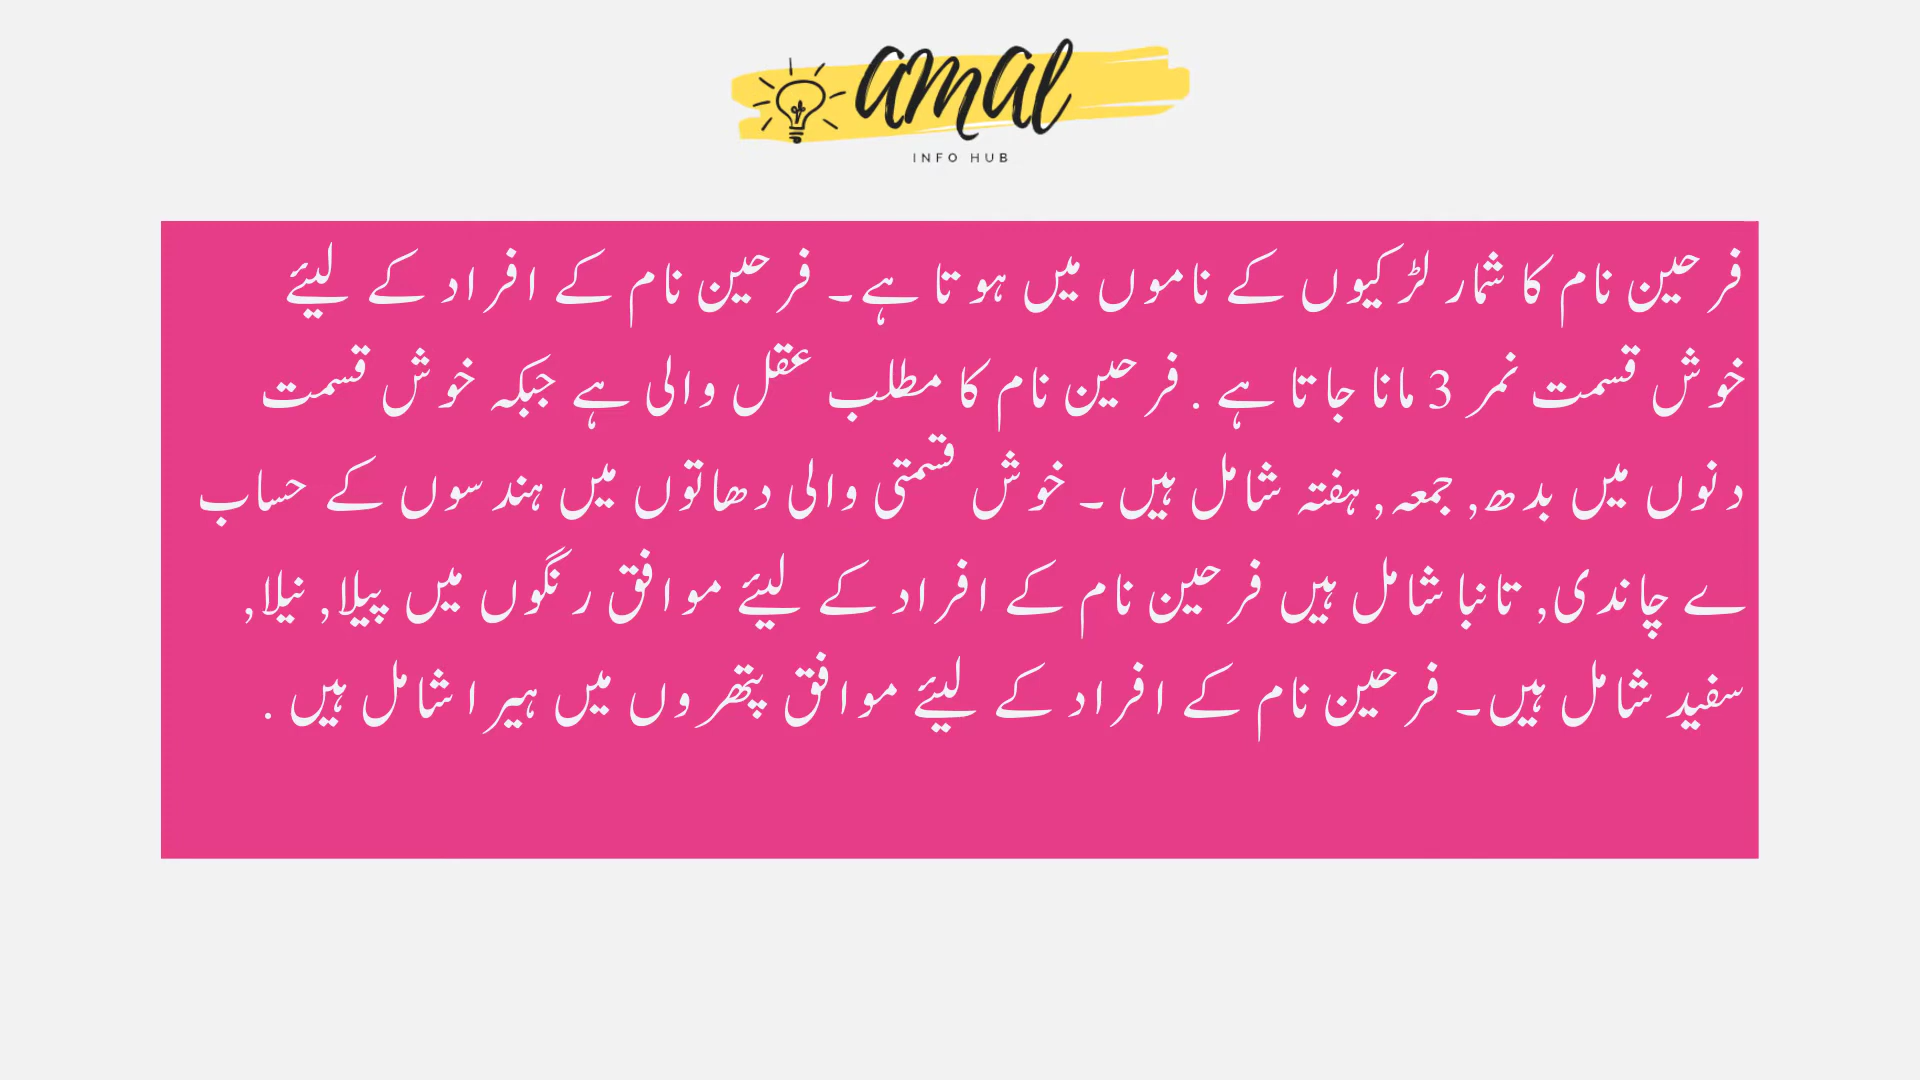 amal
INFO HUB
فرحین نام کا شمار لڑکیوں کے ناموں میں ہوتا ہے۔ فرحین نام کے افراد کے لیئے
خوش قسمت نمر 3 مانا جاتا ہے . فرحین نام کا مطلب عقل والی ہے جبکہ خوش قسمت
دنوں میں بدھ, جمعہ, ہفتہ شامل ہیں ۔ خوش قسمتی والی دھاتوں میں ہندسوں کے حساب
ے چاندی, تانبا شامل ہیں فرحین نام کے افراد کے لیئے موافق رنگوں میں پیلا, نیلا,
سفید شامل ہیں۔ فرحین نام کے افراد کے لیئے موافق پتھروں میں ہیرا شامل ہیں .